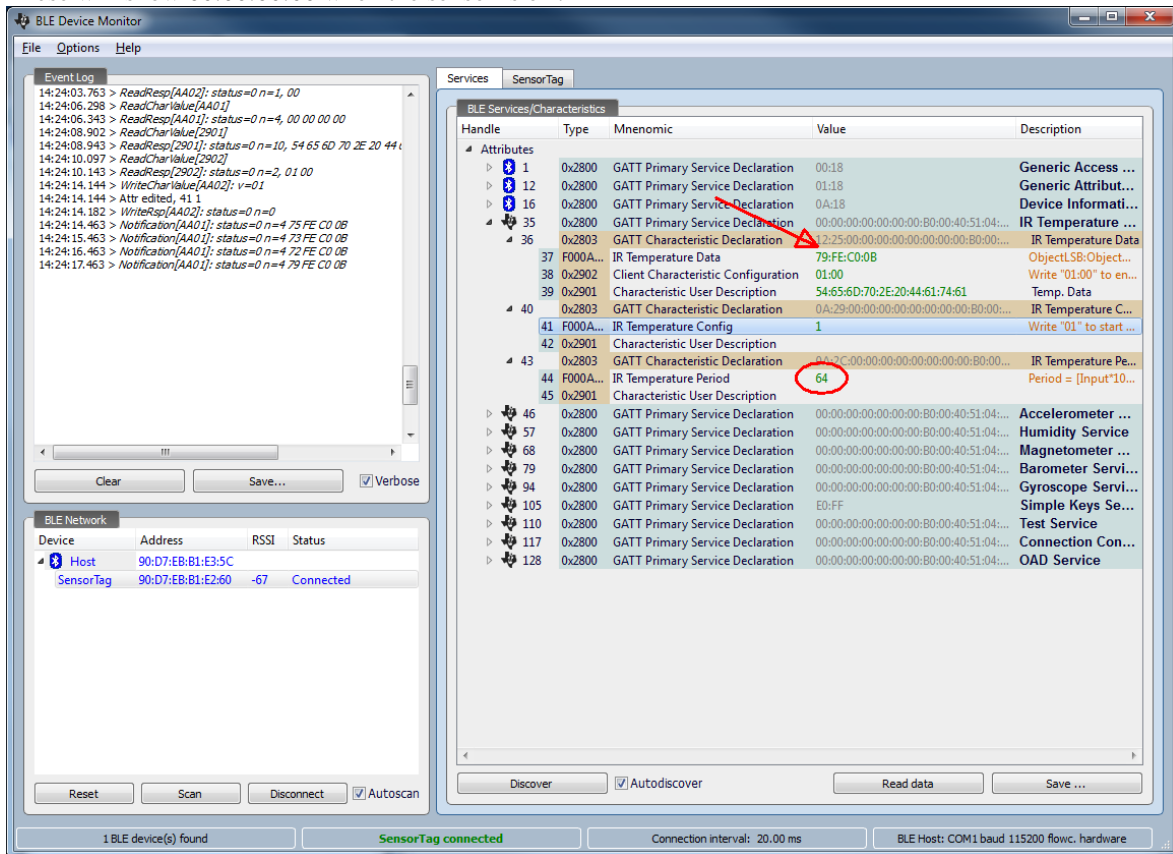 BLE Device Monitor
File Options Help
Event Log
14:24:03.763 > ReadResp[AA02]: status=0 n=1, 00
14:24:06.298 > ReadCharValue[AA01]
14:24:06.343 > ReadResp[AA01]: status=0 n=4, 00 00 00 00
14:24:08.902 > ReadCharValue[2901]
14:24:08.943 > ReadResp[2901]: status=0 n=10, 54 65 6D 70 2E 20 44
14:24:10.097 > ReadCharValue[2902]
14:24:10.143 > ReadResp[2902]: status=0 n=2, 01 00
14:24:14.144 > WriteCharValue[AA02]: v=01
14:24:14.144 > Attr edited, 41 1
14:24:14.182 > WriteRsp[AA02]: status=0 n=0
14:24:14.463 > Notification[AA01]: status=0 n=4 75 FE C0 0B
14:24:15.463 > Notification[AA01]: status=0 n=4 73 FE C0 0B
14:24:16.463 > Notification[AA01]: status=0 n=4 72 FE C0 0B
14:24:17.463 > Notification[AA01]: status=0 n=4 79 FE C0 0B
Clear Save... Verbose
BLE Network
Device Address RSSI Status
Host 90:D7:EB:B1:E3:5C
SensorTag 90:D7:EB:B1:E2:60 -67 Connected
Reset Scan Disconnect Autoscan
Services SensorTag
BLE Services/Characteristics
Handle Type Mnenomic Value Description
Attributes
1 0x2800 GATT Primary Service Declaration 00:18 Generic Access ...
12 0x2800 GATT Primary Service Declaration 01:18 Generic Attribut...
16 0x2800 GATT Primary Service Declaration 0A:18 Device Informati...
35 0x2800 GATT Primary Service Declaration 00:00:00:00:00:00:B0:00:40:51:04:... IR Temperature ...
36 0x2803 GATT Characteristic Declaration 12:25:00:00:00:00:00:00:00:B0:00:... IR Temperature Data
37 F000A... IR Temperature Data 79:FE:C0:0B ObjectLSB:Object...
38 0x2902 Client Characteristic Configuration 01:00 Write "01:00" to en...
39 0x2901 Characteristic User Description 54:65:6D:70:2E:20:44:61:74:61 Temp. Data
40 0x2803 GATT Characteristic Declaration 0A:29:00:00:00:00:00:00:00:B0:00:... IR Temperature C...
41 F000A... IR Temperature Config 1 Write "01" to start ...
42 0x2901 Characteristic User Description
43 0x2803 GATT Characteristic Declaration 0A:2C:00:00:00:00:00:00:00:B0:00:... IR Temperature Pe...
44 F000A... IR Temperature Period 64 Period = [Input*10...
45 0x2901 Characteristic User Description
46 0x2800 GATT Primary Service Declaration 00:00:00:00:00:00:B0:00:40:51:04:... Accelerometer ...
57 0x2800 GATT Primary Service Declaration 00:00:00:00:00:00:B0:00:40:51:04:... Humidity Service
68 0x2800 GATT Primary Service Declaration 00:00:00:00:00:00:B0:00:40:51:04:... Magnetometer ...
79 0x2800 GATT Primary Service Declaration 00:00:00:00:00:00:B0:00:40:51:04:... Barometer Servi...
94 0x2800 GATT Primary Service Declaration 00:00:00:00:00:00:B0:00:40:51:04:... Gyroscope Servi...
105 0x2800 GATT Primary Service Declaration E0:FF Simple Keys Se...
110 0x2800 GATT Primary Service Declaration 00:00:00:00:00:00:B0:00:40:51:04:... Test Service
117 0x2800 GATT Primary Service Declaration 00:00:00:00:00:00:B0:00:40:51:04:... Connection Con...
128 0x2800 GATT Primary Service Declaration 00:00:00:00:00:00:B0:00:40:51:04:... OAD Service
Discover Autodiscover Read data Save ...
1 BLE device(s) found SensorTag connected Connection interval: 20.00 ms BLE Host: COM1 baud 115200 flowc. hardware